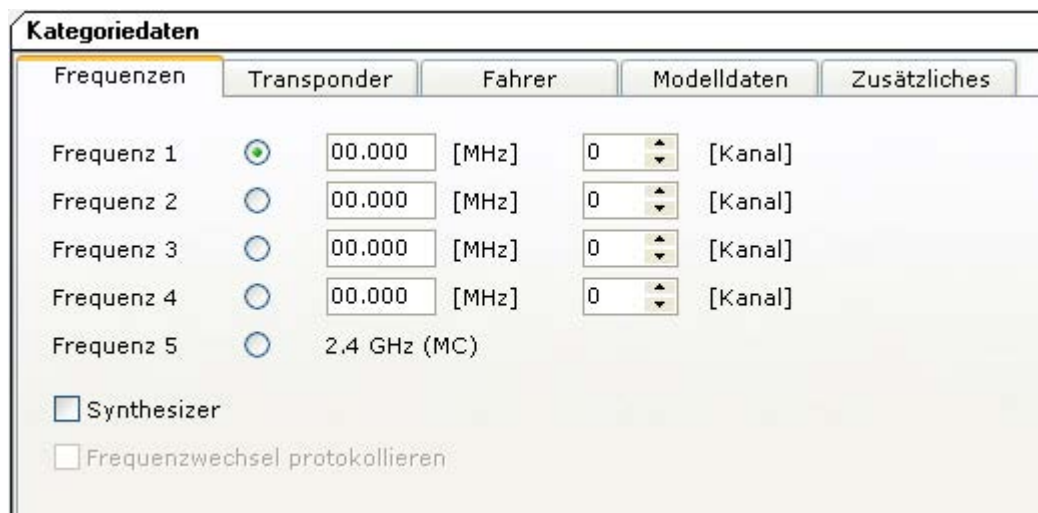 Kategoriedaten
Frequenzen Transponder Fahrer Modelldaten Zusätzliches
Frequenz 1 00.000 [MHz] 0 [Kanal]
Frequenz 2 00.000 [MHz] 0 [Kanal]
Frequenz 3 00.000 [MHz] 0 [Kanal]
Frequenz 4 00.000 [MHz] 0 [Kanal]
Frequenz 5 2.4 GHz (MC)
Synthesizer
Frequenzwechsel protokollieren